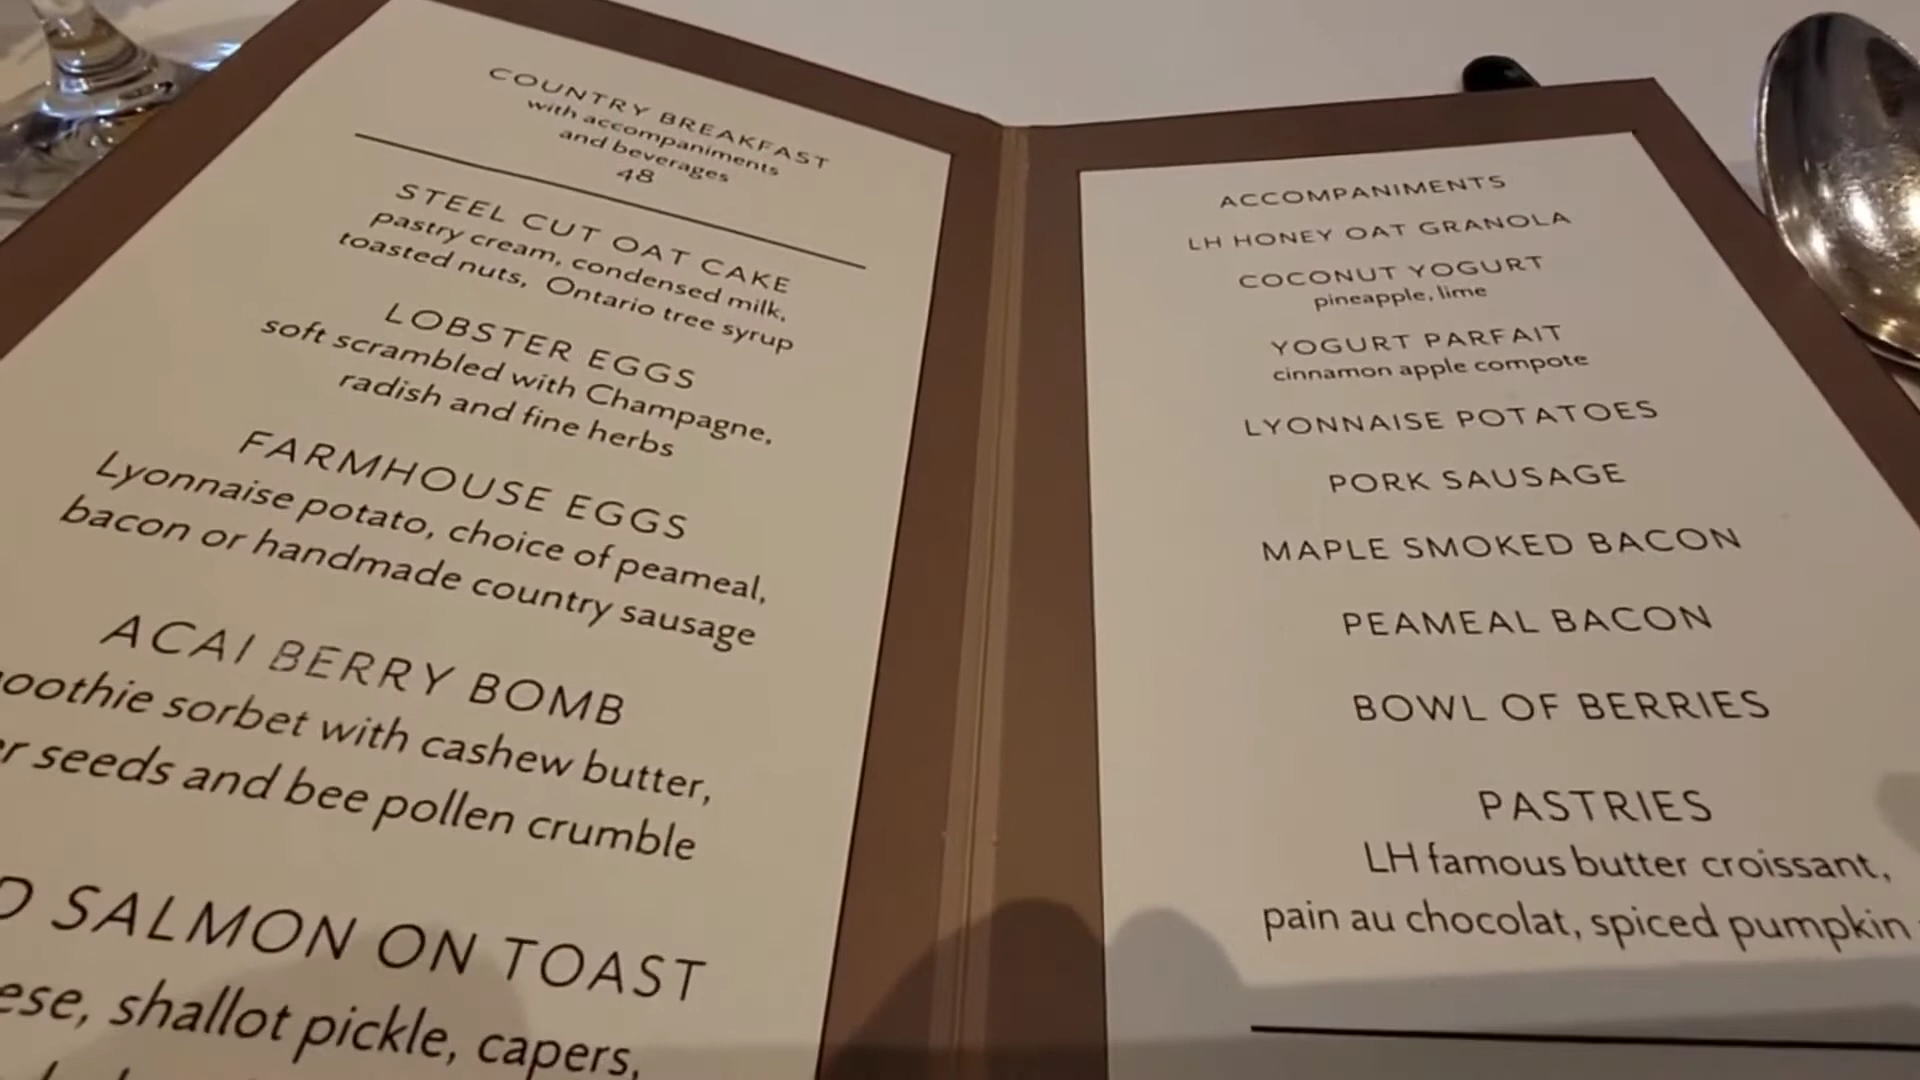 COUNTRY BREAKFAST
with accompaniments
and beverages
48
STEEL CUT OAT CAKE
pastry cream, condensed milk,
toasted nuts, Ontario tree syrup
LOBSTER EGGS
soft scrambled with Champagne,
radish and fine herbs
FARMHOUSE EGGS
Lyonnaise potato, choice of peameal,
bacon or handmade country sausage
ACAI BERRY BOMB
sorbet with cashew butter,
seeds and bee pollen crumble
SALMON ON TOAST
shallot pickle, capers,
ACCOMPANIMENTS
LH HONEY OAT GRANOLA
COCONUT YOGURT
pineapple, lime
YOGURT PARFAIT
cinnamon apple compote
LYONNAISE POTATOES
PORK SAUSAGE
MAPLE SMOKED BACON
PEAMEAL BACON
BOWL OF BERRIES
PASTRIES
LH famous butter croissant,
pain au chocolat, spiced pumpkin